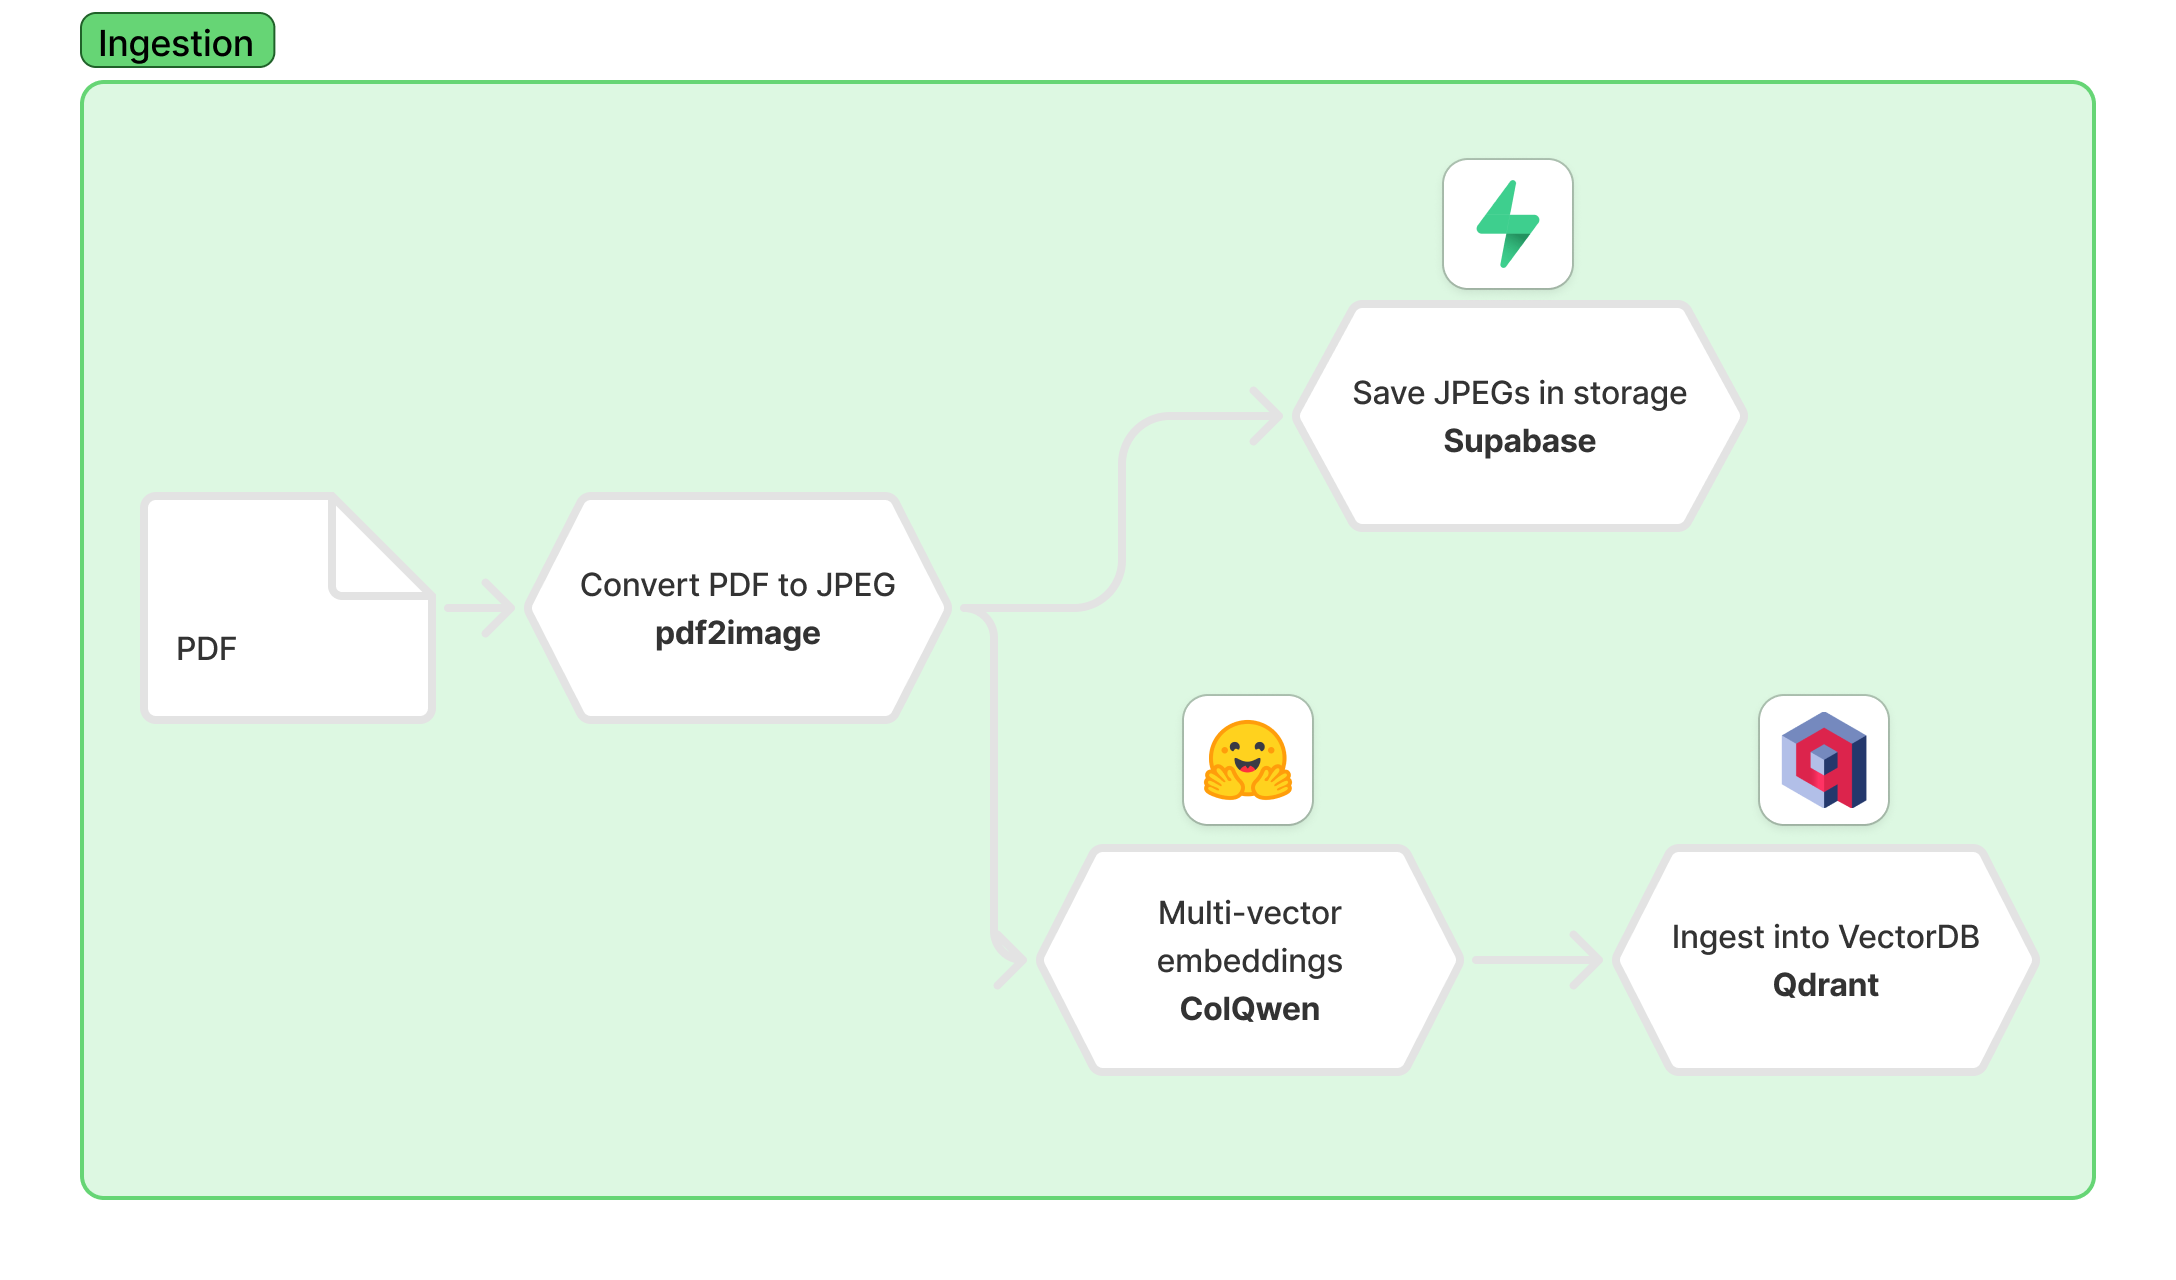 Ingestion
PDF
Convert PDF to JPEG
pdf2image
Save JPEGs in storage
Supabase
Multi-vector
embeddings
ColQwen
Ingest into VectorDB
Qdrant